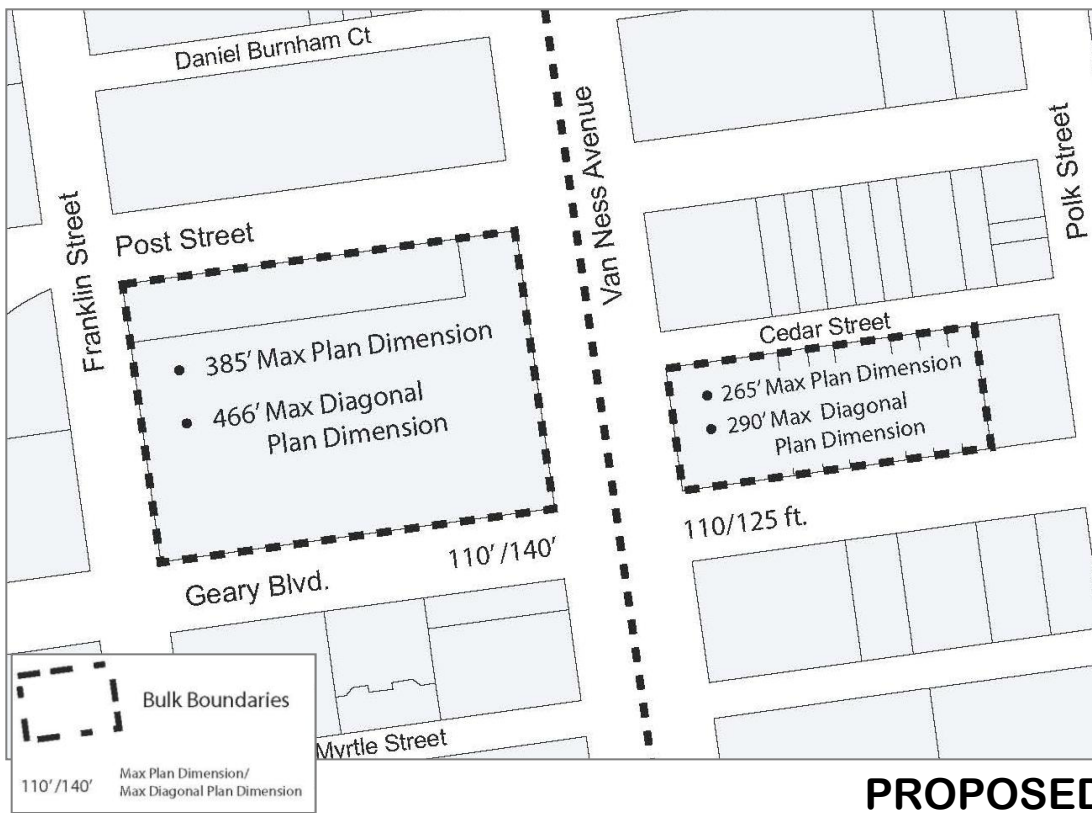 Daniel Burnham Ct
Franklin Street
Post Street
Van Ness Avenue
Polk Street
Cedar Street
• 385' Max Plan Dimension
• 466' Max Diagonal
Plan Dimension
• 265' Max Plan Dimension
• 290' Max Diagonal
Plan Dimension
110/125 ft.
110'/140'
Geary Blvd.
Myrtle Street
Bulk Boundaries
110'/140'
Max Plan Dimension/
Max Diagonal Plan Dimension
PROPOSED